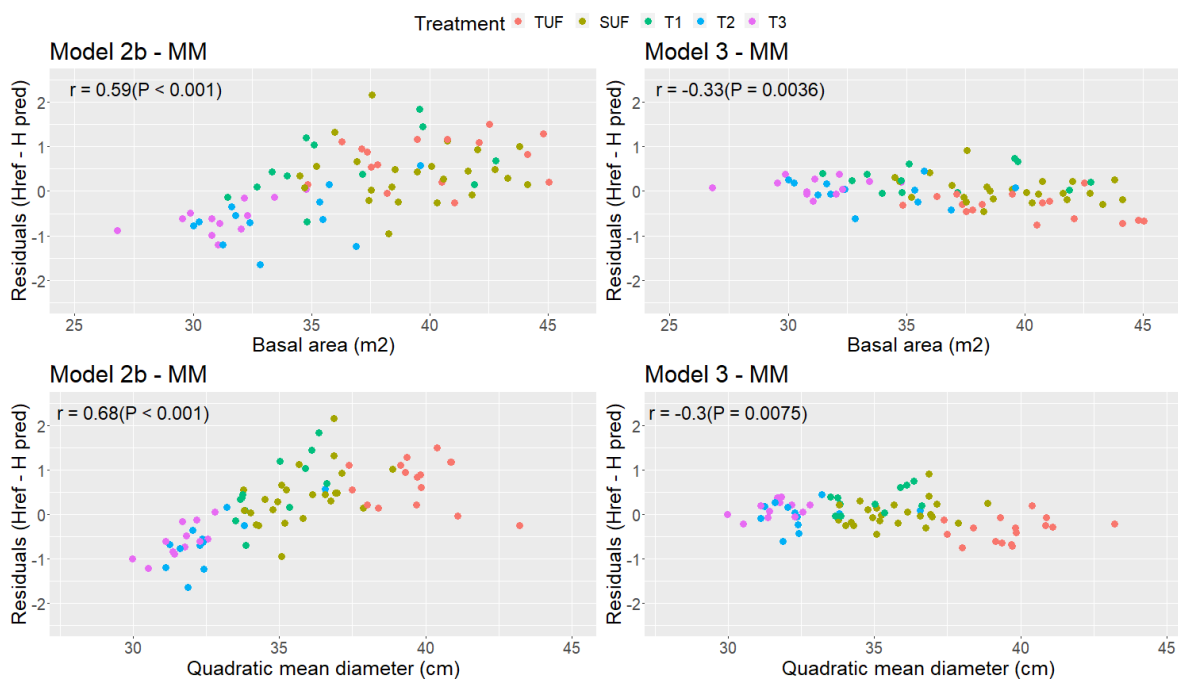 Treatment TUF SUF T1 T2 T3
Model 2b - MM
r = 0.59(P < 0.001)
Residuals (Href - H pred)
2
1
0
-1
-2
25 30 35 40 45
Basal area (m2)
Model 3 - MM
r = -0.33(P = 0.0036)
Residuals (Href - H pred)
2
1
0
-1
-2
25 30 35 40 45
Basal area (m2)
Model 2b - MM
r = 0.68(P < 0.001)
Residuals (Href - H pred)
2
1
0
-1
-2
30 35 40 45
Quadratic mean diameter (cm)
Model 3 - MM
r = -0.3(P = 0.0075)
Residuals (Href - H pred)
2
1
0
-1
-2
30 35 40 45
Quadratic mean diameter (cm)